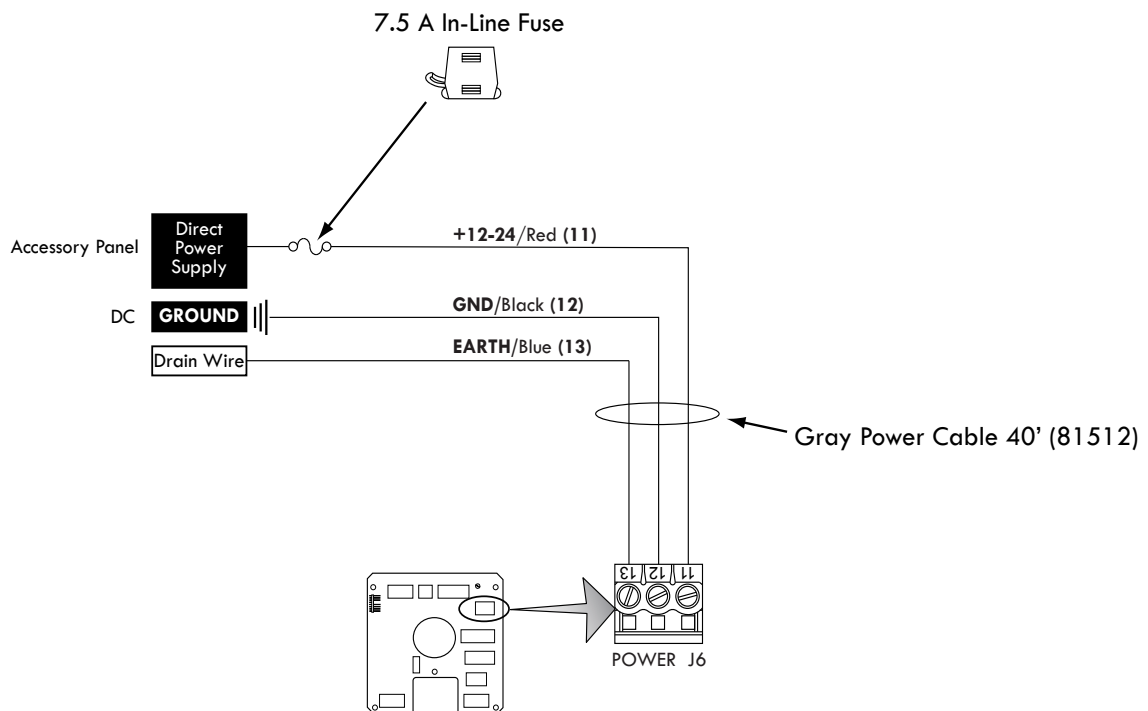 7.5 A In-Line Fuse
Accessory Panel
Direct
Power
Supply
+12-24/Red (11)
DC
GROUND
GND/Black (12)
Drain Wire
EARTH/Blue (13)
Gray Power Cable 40' (81512)
13 12 11
POWER J6